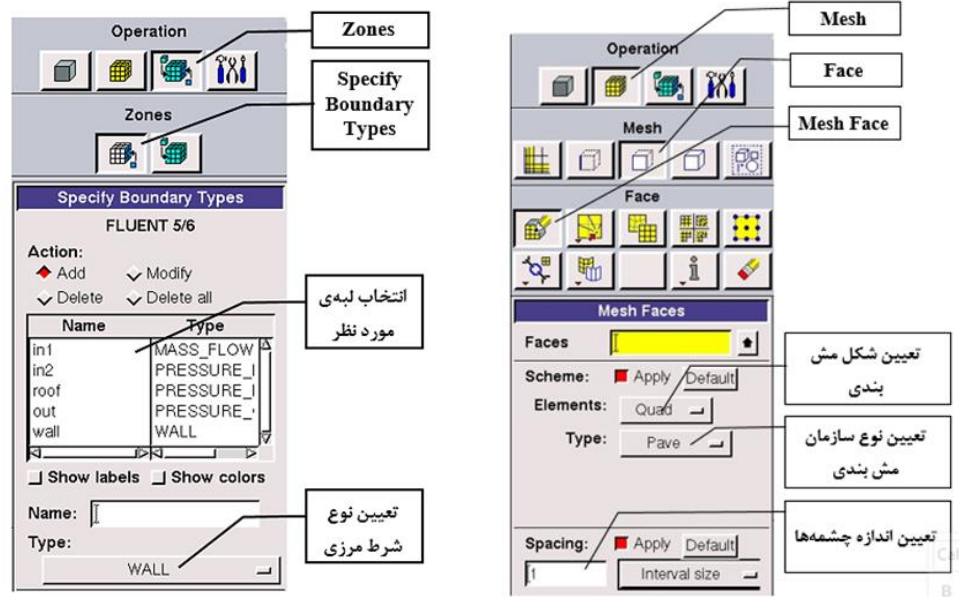 Operation
Zones
Zones
Specify
Boundary
Types
Specify Boundary Types
FLUENT 5/6
Action:
Add Modify
Delete Delete all
Name Type
in1 MASS_FLOW
in2 PRESSURE_I
roof PRESSURE_I
out PRESSURE_
wall WALL
Show labels Show colors
Name:
Type:
WALL
انتخاب لبه‌ی
مورد نظر
تعیین نوع
شرط مرزی
Operation
Mesh
Mesh
Face
Face
Mesh Face
Mesh Faces
Faces
Scheme: Apply Default
Elements: Quad
Type: Pave
Spacing: Apply Default
1 Interval size
تعیین شکل مش
بندی
تعیین نوع سازمان
مش بندی
تعیین اندازه چشمه‌ها